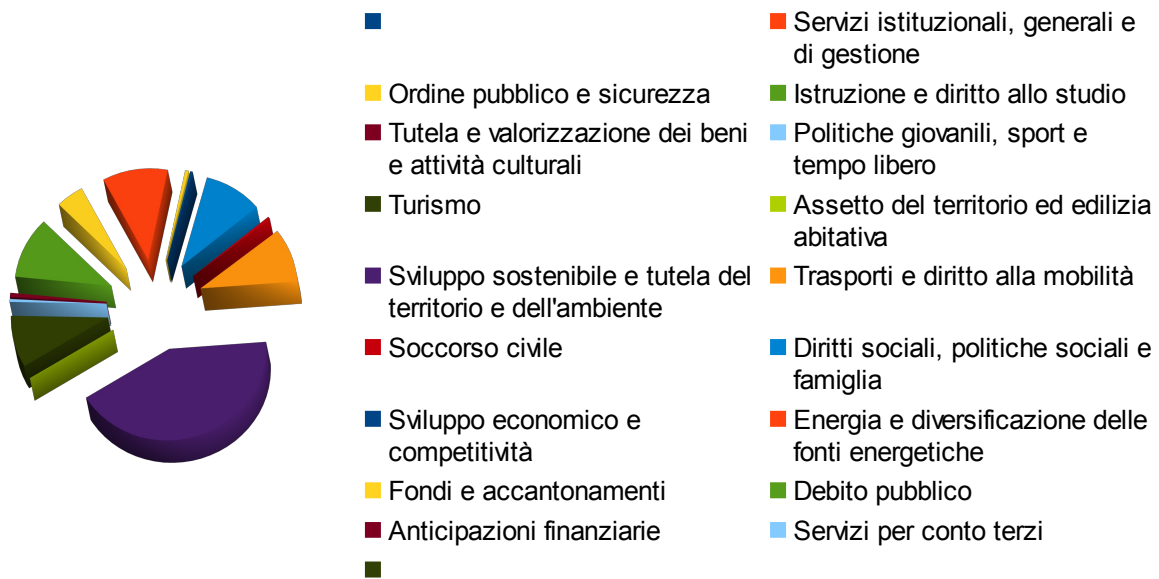 Servizi istituzionali, generali e
di gestione
Ordine pubblico e sicurezza
Istruzione e diritto allo studio
Tutela e valorizzazione dei beni
e attività culturali
Politiche giovanili, sport e
tempo libero
Turismo
Assetto del territorio ed edilizia
abitativa
Sviluppo sostenibile e tutela del
territorio e dell'ambiente
Trasporti e diritto alla mobilità
Soccorso civile
Diritti sociali, politiche sociali e
famiglia
Sviluppo economico e
competitività
Energia e diversificazione delle
fonti energetiche
Fondi e accantonamenti
Debito pubblico
Anticipazioni finanziarie
Servizi per conto terzi